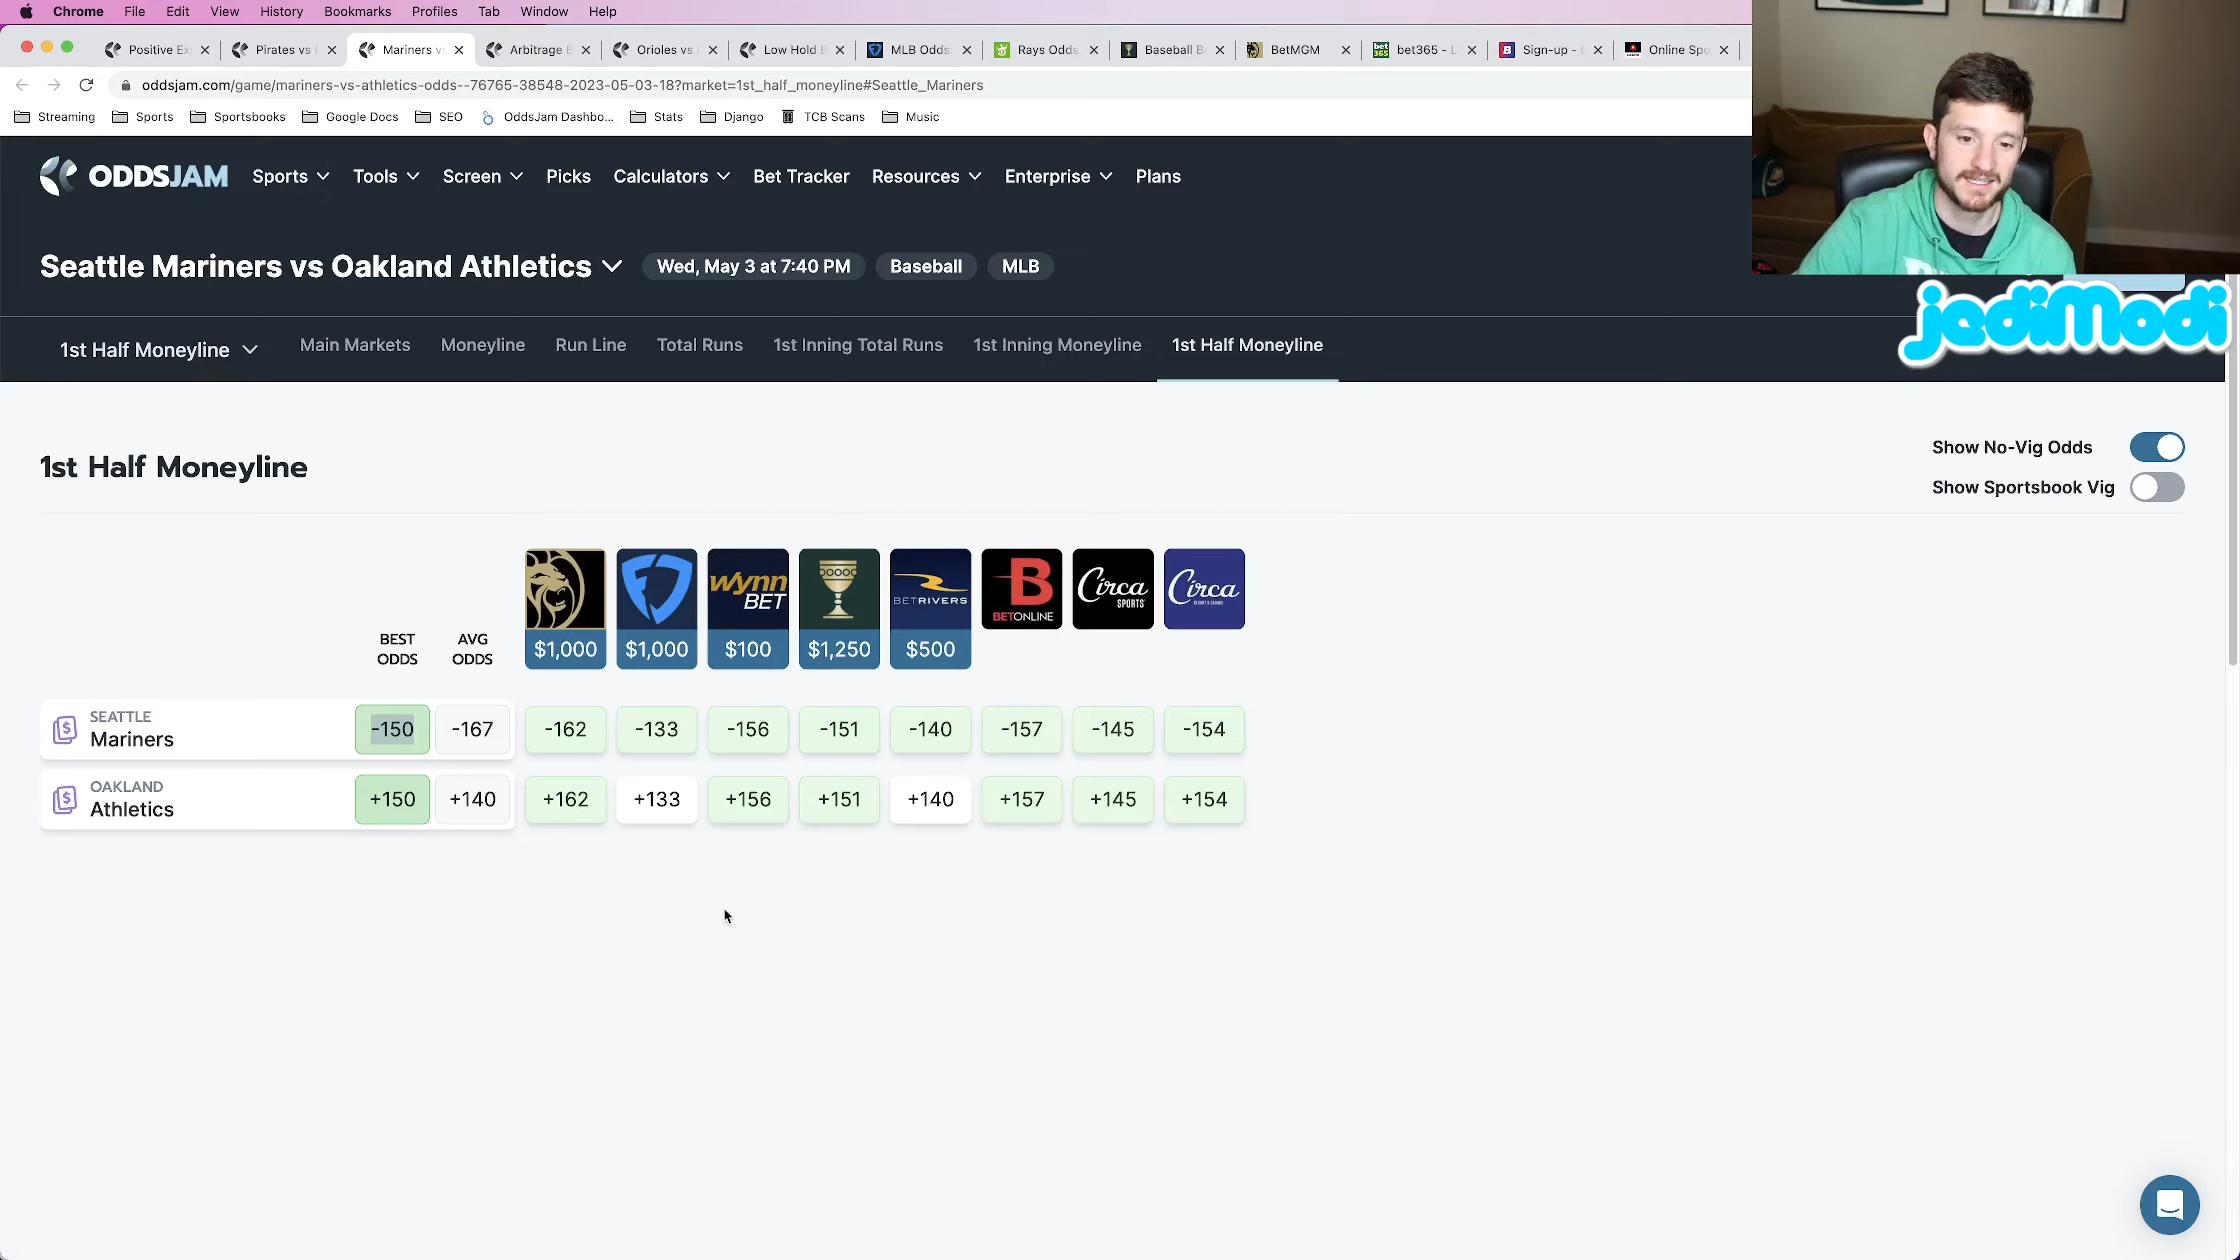 Chrome File Edit View History Bookmarks Profiles Tab Window Help
Positive Ex Pirates vs Mariners vs Arbitrage Orioles vs Low Hold MLB Odds: Rays Odds Baseball B BetMGM bet365 - L Sign-up - Online Spo
oddsjam.com/game/mariners-vs-athletics-odds--76765-38548-2023-05-03-18?market=1st_half_moneyline#Seattle_Mariners
Streaming Sports Sportsbooks Google Docs SEO OddsJam Dashbo... Stats Django TCB Scans Music
ODDSJAM Sports Tools Screen Picks Calculators Bet Tracker Resources Enterprise Plans
Seattle Mariners vs Oakland Athletics Wed, May 3 at 7:40 PM Baseball MLB
jediModi
1st Half Moneyline Main Markets Moneyline Run Line Total Runs 1st Inning Total Runs 1st Inning Moneyline 1st Half Moneyline
Show No-Vig Odds
1st Half Moneyline
Show Sportsbook Vig
Wynn BET BETRIVERS B BETONLINE Circa SPORTS Circa
BEST ODDS AVG ODDS $1,000 $1,000 $100 $1,250 $500
SEATTLE
Mariners -150 -167 -162 -133 -156 -151 -140 -157 -145 -154
OAKLAND
Athletics +150 +140 +162 +133 +156 +151 +140 +157 +145 +154